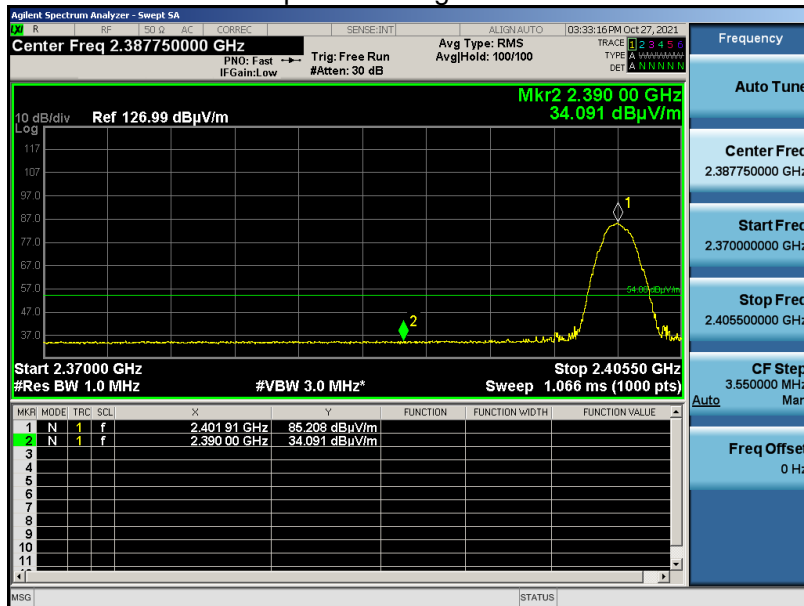 Agilent Spectrum Analyzer - Swept SA
LXI R RF 50 Ω AC CORREC SENSE:INT ALIGN AUTO 03:33:16 PM Oct 27, 2021
Center Freq 2.387750000 GHz
PNO: Fast
IFGain:Low
Trig: Free Run
#Atten: 30 dB
Avg Type: RMS
Avg|Hold: 100/100
TRACE 1 2 3 4 5 6
TYPE A WWWWW
DET A N N N N N
Mkr2 2.390 00 GHz
34.091 dBµV/m
10 dB/div Ref 126.99 dBµV/m
Log
117
107
97.0
87.0
77.0
67.0
57.0
47.0
37.0
1
2
54.00 dBµV/m
Start 2.37000 GHz Stop 2.40550 GHz
#Res BW 1.0 MHz #VBW 3.0 MHz* Sweep 1.066 ms (1000 pts)
MKR MODE TRC SCL X Y FUNCTION FUNCTION WIDTH FUNCTION VALUE
1 N 1 f 2.401 91 GHz 85.208 dBµV/m
2 N 1 f 2.390 00 GHz 34.091 dBµV/m
3
4
5
6
7
8
9
10
11
MSG STATUS
Frequency
Auto Tune
Center Freq
2.387750000 GHz
Start Freq
2.370000000 GHz
Stop Freq
2.405500000 GHz
CF Step
3.550000 MHz
Auto Man
Freq Offset
0 Hz